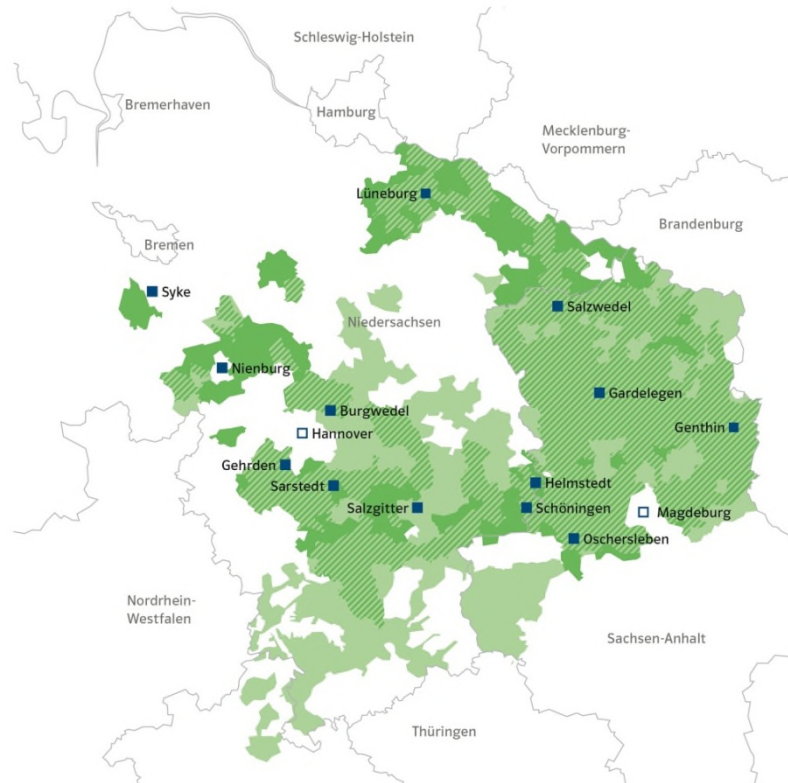 Schleswig-Holstein
Bremerhaven
Hamburg
Mecklenburg-
Vorpommern
Lüneburg
Brandenburg
Bremen
Syke
Salzwedel
Niedersachsen
Nienburg
Gardelegen
Burgwedel
Genthin
Hannover
Gehrden
Sarstedt
Helmstedt
Salzgitter
Schöningen
Magdeburg
Oschersleben
Nordrhein-
Westfalen
Sachsen-Anhalt
Thüringen